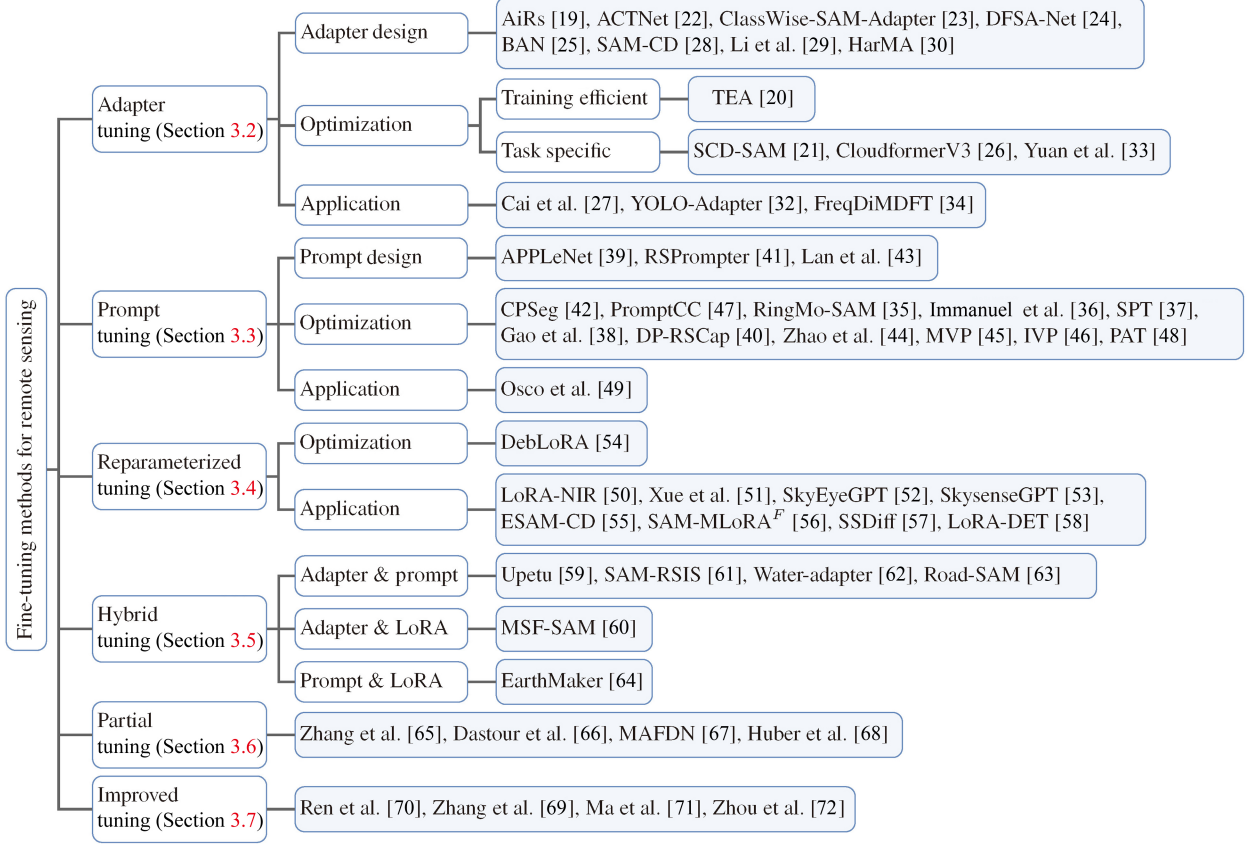 Fine-tuning methods for remote sensing
Adapter
tuning (Section 3.2)
Adapter design
AiRs [19], ACTNet [22], ClassWise-SAM-Adapter [23], DFSA-Net [24],
BAN [25], SAM-CD [28], Li et al. [29], HarMA [30]
Optimization
Training efficient
TEA [20]
Task specific
SCD-SAM [21], CloudformerV3 [26], Yuan et al. [33]
Application
Cai et al. [27], YOLO-Adapter [32], FreqDiMDFT [34]
Prompt
tuning (Section 3.3)
Prompt design
APPLeNet [39], RSPrompter [41], Lan et al. [43]
Optimization
CPSeg [42], PromptCC [47], RingMo-SAM [35], Immanuel et al. [36], SPT [37],
Gao et al. [38], DP-RSCap [40], Zhao et al. [44], MVP [45], IVP [46], PAT [48]
Application
Osco et al. [49]
Reparameterized
tuning (Section 3.4)
Optimization
DebLoRA [54]
Application
LoRA-NIR [50], Xue et al. [51], SkyEyeGPT [52], SkysenseGPT [53],
ESAM-CD [55], SAM-MLoRA^F [56], SSDiff [57], LoRA-DET [58]
Hybrid
tuning (Section 3.5)
Adapter & prompt
Upetu [59], SAM-RSIS [61], Water-adapter [62], Road-SAM [63]
Adapter & LoRA
MSF-SAM [60]
Prompt & LoRA
EarthMaker [64]
Partial
tuning (Section 3.6)
Zhang et al. [65], Dastour et al. [66], MAFDN [67], Huber et al. [68]
Improved
tuning (Section 3.7)
Ren et al. [70], Zhang et al. [69], Ma et al. [71], Zhou et al. [72]